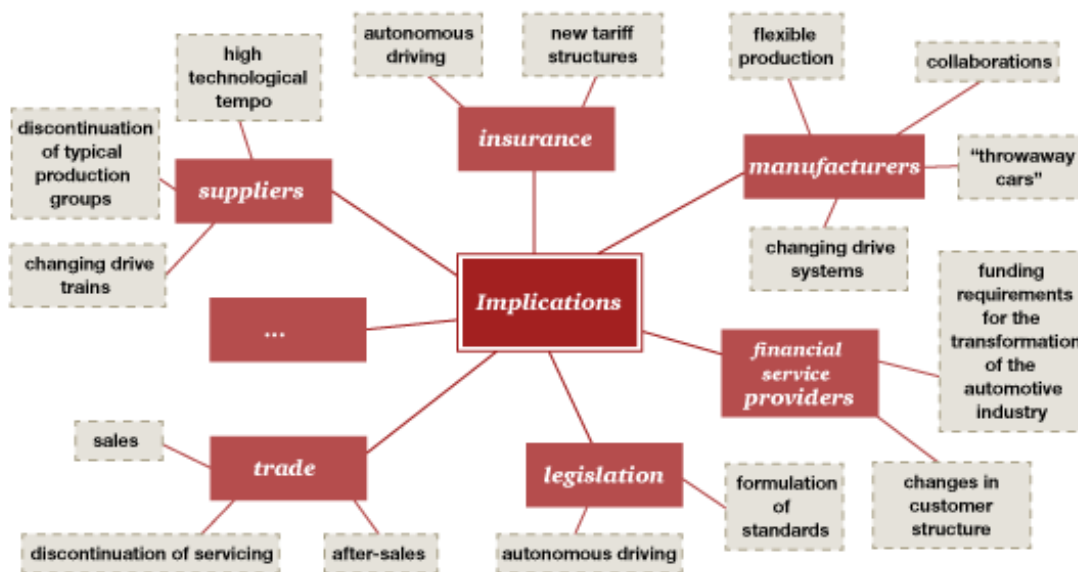 autonomous
driving
new tariff
structures
flexible
production
collaborations
high
technological
tempo
insurance
manufacturers
"throwaway
cars"
discontinuation
of typical
production
groups
suppliers
changing drive
systems
changing drive
trains
Implications
funding
requirements
for the
transformation
of the
automotive
industry
...
financial
service
providers
sales
trade
legislation
formulation
of
standards
changes in
customer
structure
discontinuation of servicing
after-sales
autonomous driving